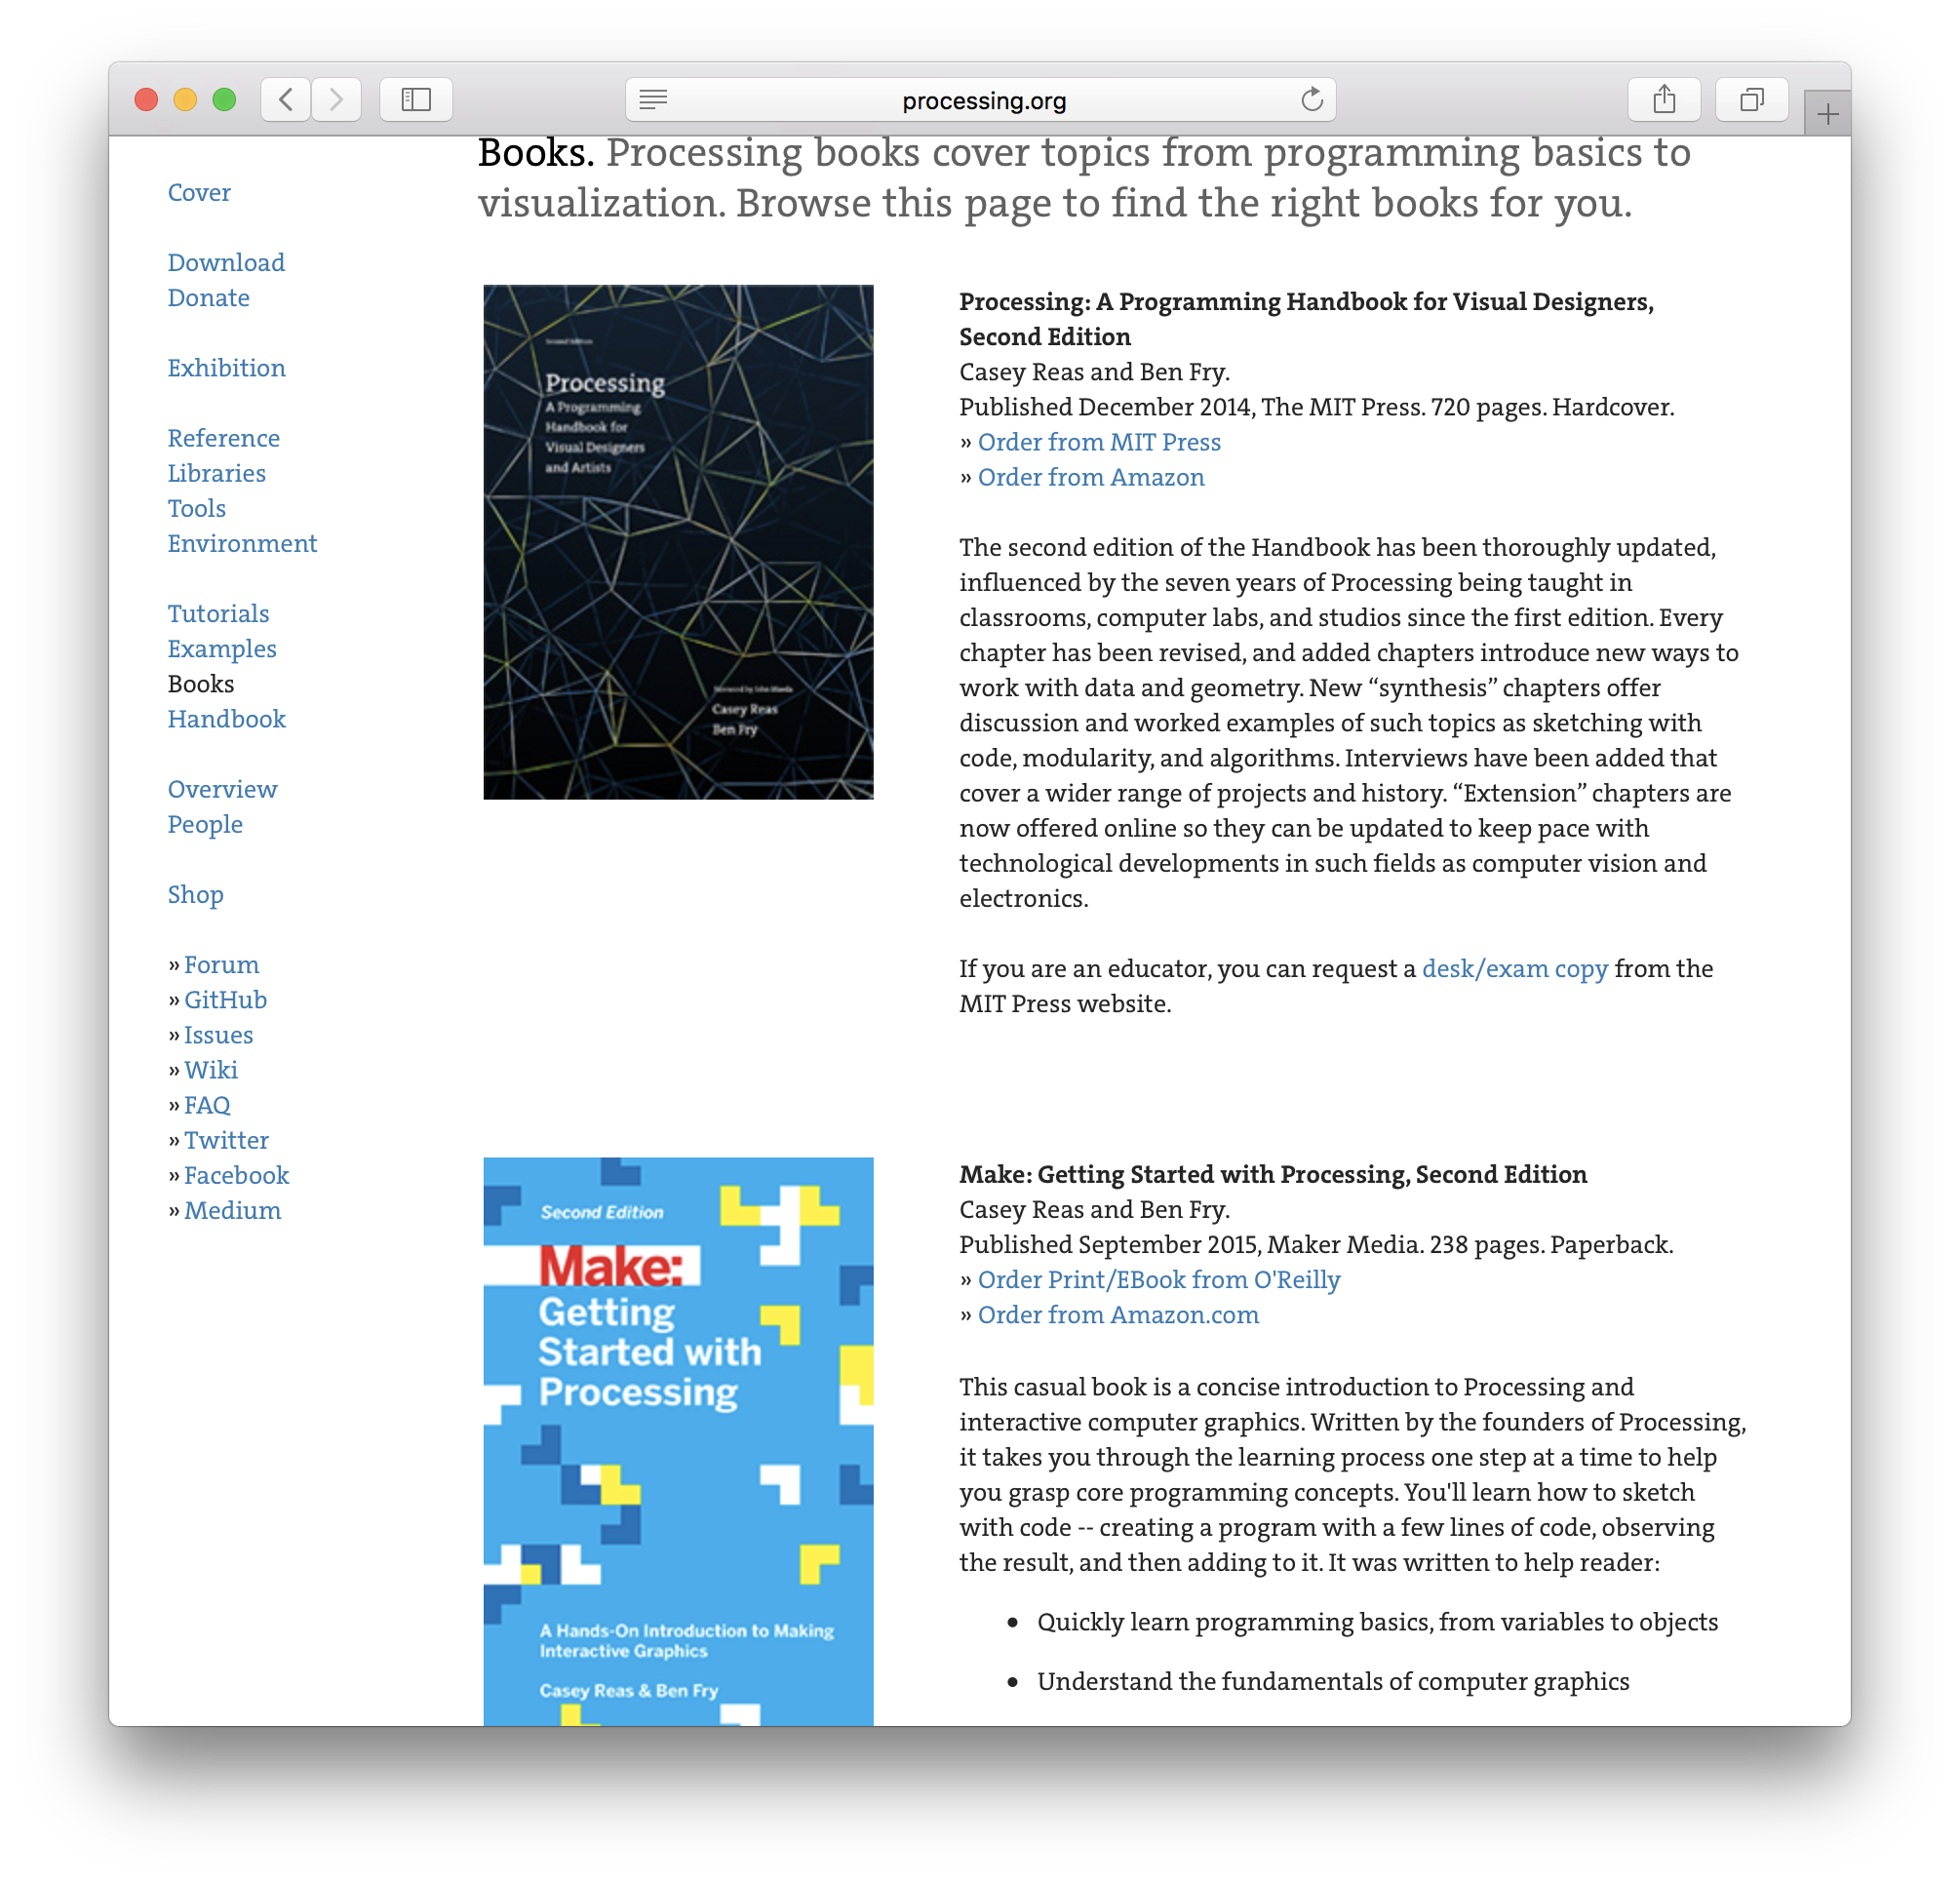 processing.org
Cover
Download
Donate
Exhibition
Reference
Libraries
Tools
Environment
Tutorials
Examples
Books
Handbook
Overview
People
Shop
» Forum
» GitHub
» Issues
» Wiki
» FAQ
» Twitter
» Facebook
» Medium
Books. Processing books cover topics from programming basics to
visualization. Browse this page to find the right books for you.
Second Edition
Processing
A Programming
Handbook for
Visual Designers
and Artists
Foreword by John Maeda
Casey Reas
Ben Fry
Processing: A Programming Handbook for Visual Designers,
Second Edition
Casey Reas and Ben Fry.
Published December 2014, The MIT Press. 720 pages. Hardcover.
» Order from MIT Press
» Order from Amazon
The second edition of the Handbook has been thoroughly updated,
influenced by the seven years of Processing being taught in
classrooms, computer labs, and studios since the first edition. Every
chapter has been revised, and added chapters introduce new ways to
work with data and geometry. New “synthesis” chapters offer
discussion and worked examples of such topics as sketching with
code, modularity, and algorithms. Interviews have been added that
cover a wider range of projects and history. “Extension” chapters are
now offered online so they can be updated to keep pace with
technological developments in such fields as computer vision and
electronics.
If you are an educator, you can request a desk/exam copy from the
MIT Press website.
Second Edition
Make:
Getting
Started with
Processing
A Hands-On Introduction to Making
Interactive Graphics
Casey Reas & Ben Fry
Make: Getting Started with Processing, Second Edition
Casey Reas and Ben Fry.
Published September 2015, Maker Media. 238 pages. Paperback.
» Order Print/EBook from O'Reilly
» Order from Amazon.com
This casual book is a concise introduction to Processing and
interactive computer graphics. Written by the founders of Processing,
it takes you through the learning process one step at a time to help
you grasp core programming concepts. You'll learn how to sketch
with code -- creating a program with a few lines of code, observing
the result, and then adding to it. It was written to help reader:
• Quickly learn programming basics, from variables to objects
• Understand the fundamentals of computer graphics